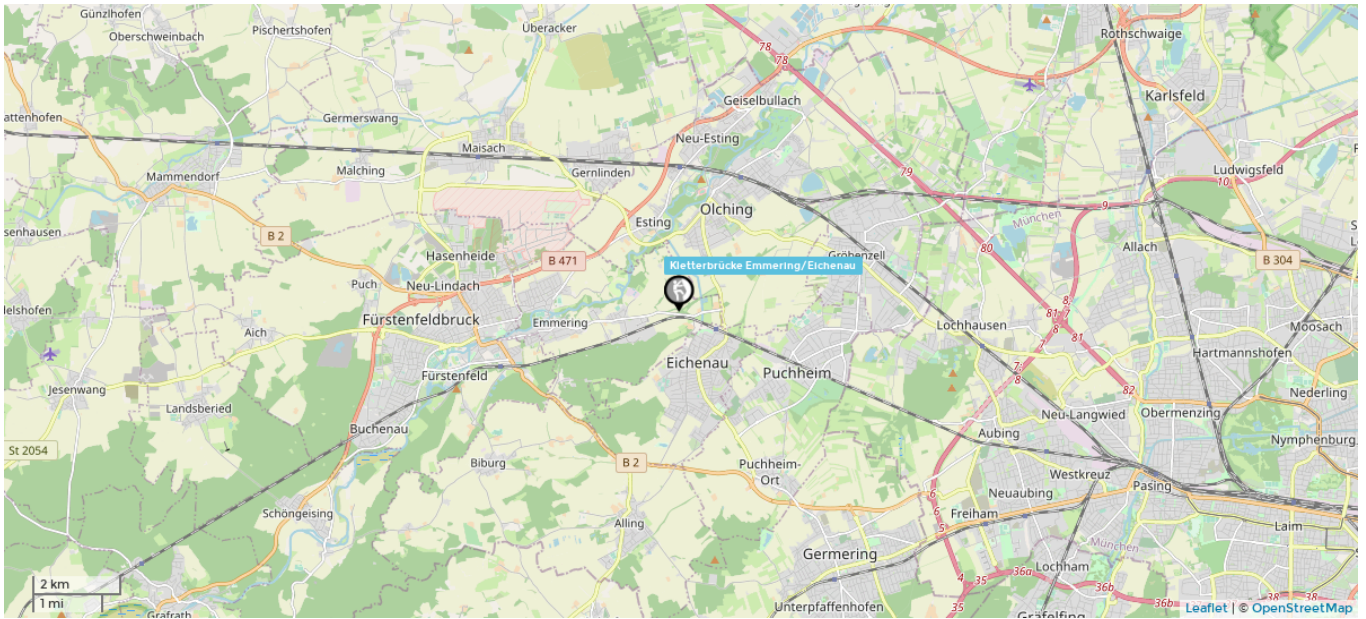 Günzlhofen
Oberschweinbach
Pischertshofen
Überacker
78
78
Rothschwaige
Geiselbullach
Karlsfeld
attenhofen
Germerswang
Neu-Esting
Maisach
Malching
Gernlinden
79
Ludwigsfeld
10
Mammendorf
Olching
9
München
senhausen
B 2
Esting
80
Allach
Hasenheide
B 471
Gröbenzell
B 304
Kletterbrücke Emmering/Eichenau
Puch
Neu-Lindach
8
delshofen
Fürstenfeldbruck
Emmering
81
8
Lochhausen
Moosach
Aich
7
81
8
Hartmannshofen
Eichenau
Puchheim
7
8
Jesenwang
Fürstenfeld
82
Nederling
Landsberied
Neu-Langwied
Obermenzing
Buchenau
Aubing
Nymphenburg
St 2054
Biburg
B 2
Puchheim-
Ort
Westkreuz
Pasing
6
6
5
Neuaubing
Schöngeising
Alling
Freiham
Laim
Germering
München
Lochham
4
35
36a
36b
36b
38
38
35
Unterpfaffenhofen
Gräfelfing
Grafrath
2 km
1 mi
Leaflet | © OpenStreetMap